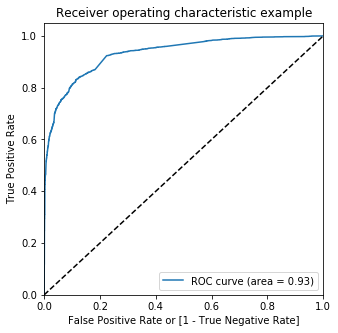 Receiver operating characteristic example
True Positive Rate
1.0
0.8
0.6
0.4
0.2
0.0
ROC curve (area = 0.93)
0.0 0.2 0.4 0.6 0.8 1.0
False Positive Rate or [1 - True Negative Rate]